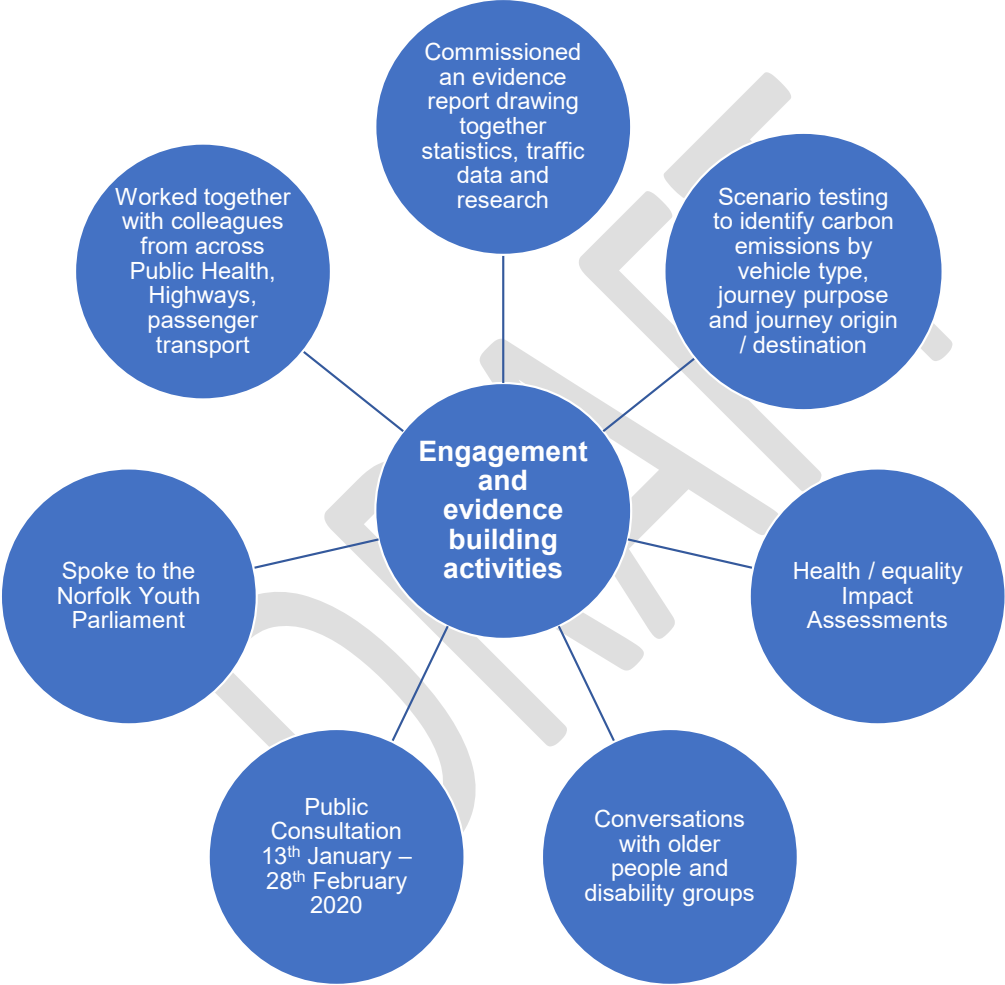 Commissioned
an evidence
report drawing
together
statistics, traffic
data and
research
Scenario testing
to identify carbon
emissions by
vehicle type,
journey purpose
and journey origin
/ destination
Health / equality
Impact
Assessments
Conversations
with older
people and
disability groups
Public
Consultation
13th January –
28th February
2020
Spoke to the
Norfolk Youth
Parliament
Worked together
with colleagues
from across
Public Health,
Highways,
passenger
transport
Engagement
and
evidence
building
activities
DRAFT